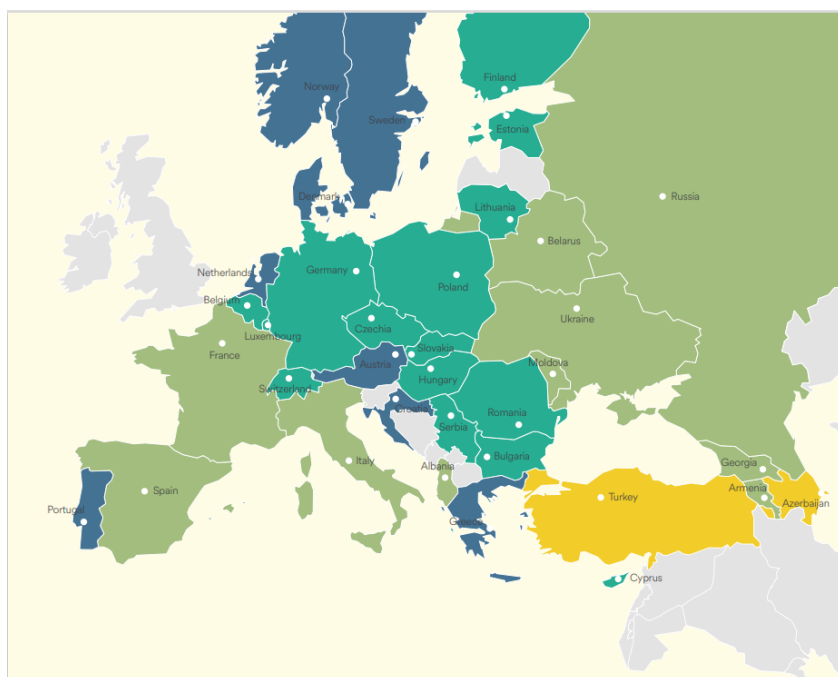 Finland
Norway
Sweden
Estonia
Denmark
Russia
Lithuania
Belarus
Netherlands
Germany
Poland
Belgium
Ukraine
Czechia
Luxembourg
Slovakia
France
Moldova
Austria
Hungary
Switzerland
Croatia
Romania
Serbia
Bulgaria
Italy
Albania
Georgia
Armenia
Spain
Turkey
Azerbaijan
Portugal
Greece
Cyprus